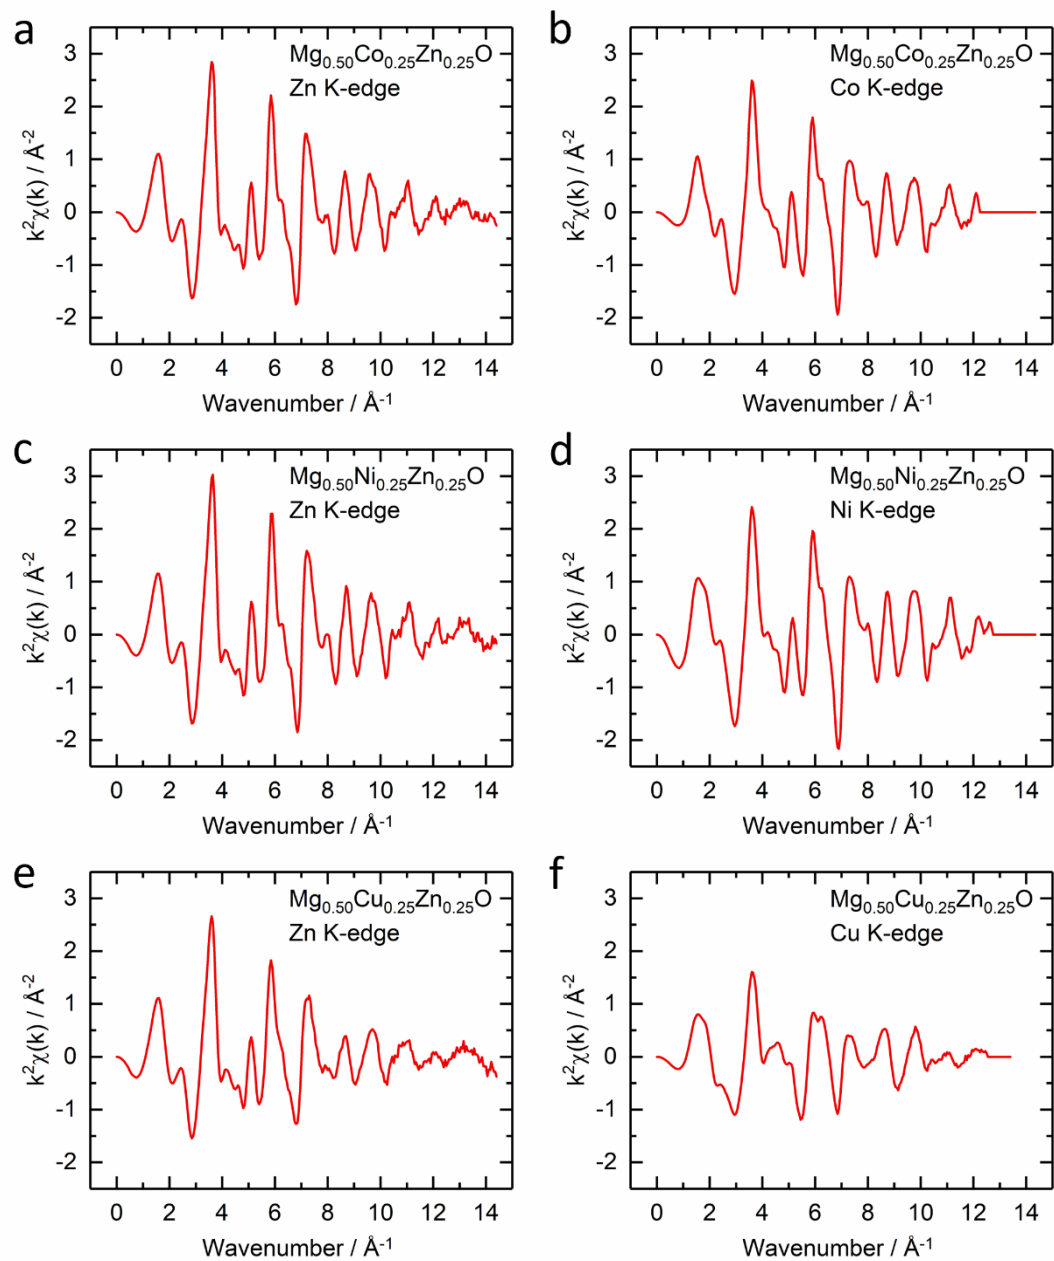 a
Mg0.50Co0.25Zn0.25O
Zn K-edge
3
2
1
0
-1
-2
k2χ(k) / Å-2
0 2 4 6 8 10 12 14
Wavenumber / Å-1
b
Mg0.50Co0.25Zn0.25O
Co K-edge
3
2
1
0
-1
-2
k2χ(k) / Å-2
0 2 4 6 8 10 12 14
Wavenumber / Å-1
c
Mg0.50Ni0.25Zn0.25O
Zn K-edge
3
2
1
0
-1
-2
k2χ(k) / Å-2
0 2 4 6 8 10 12 14
Wavenumber / Å-1
d
Mg0.50Ni0.25Zn0.25O
Ni K-edge
3
2
1
0
-1
-2
k2χ(k) / Å-2
0 2 4 6 8 10 12 14
Wavenumber / Å-1
e
Mg0.50Cu0.25Zn0.25O
Zn K-edge
3
2
1
0
-1
-2
k2χ(k) / Å-2
0 2 4 6 8 10 12 14
Wavenumber / Å-1
f
Mg0.50Cu0.25Zn0.25O
Cu K-edge
3
2
1
0
-1
-2
k2χ(k) / Å-2
0 2 4 6 8 10 12 14
Wavenumber / Å-1